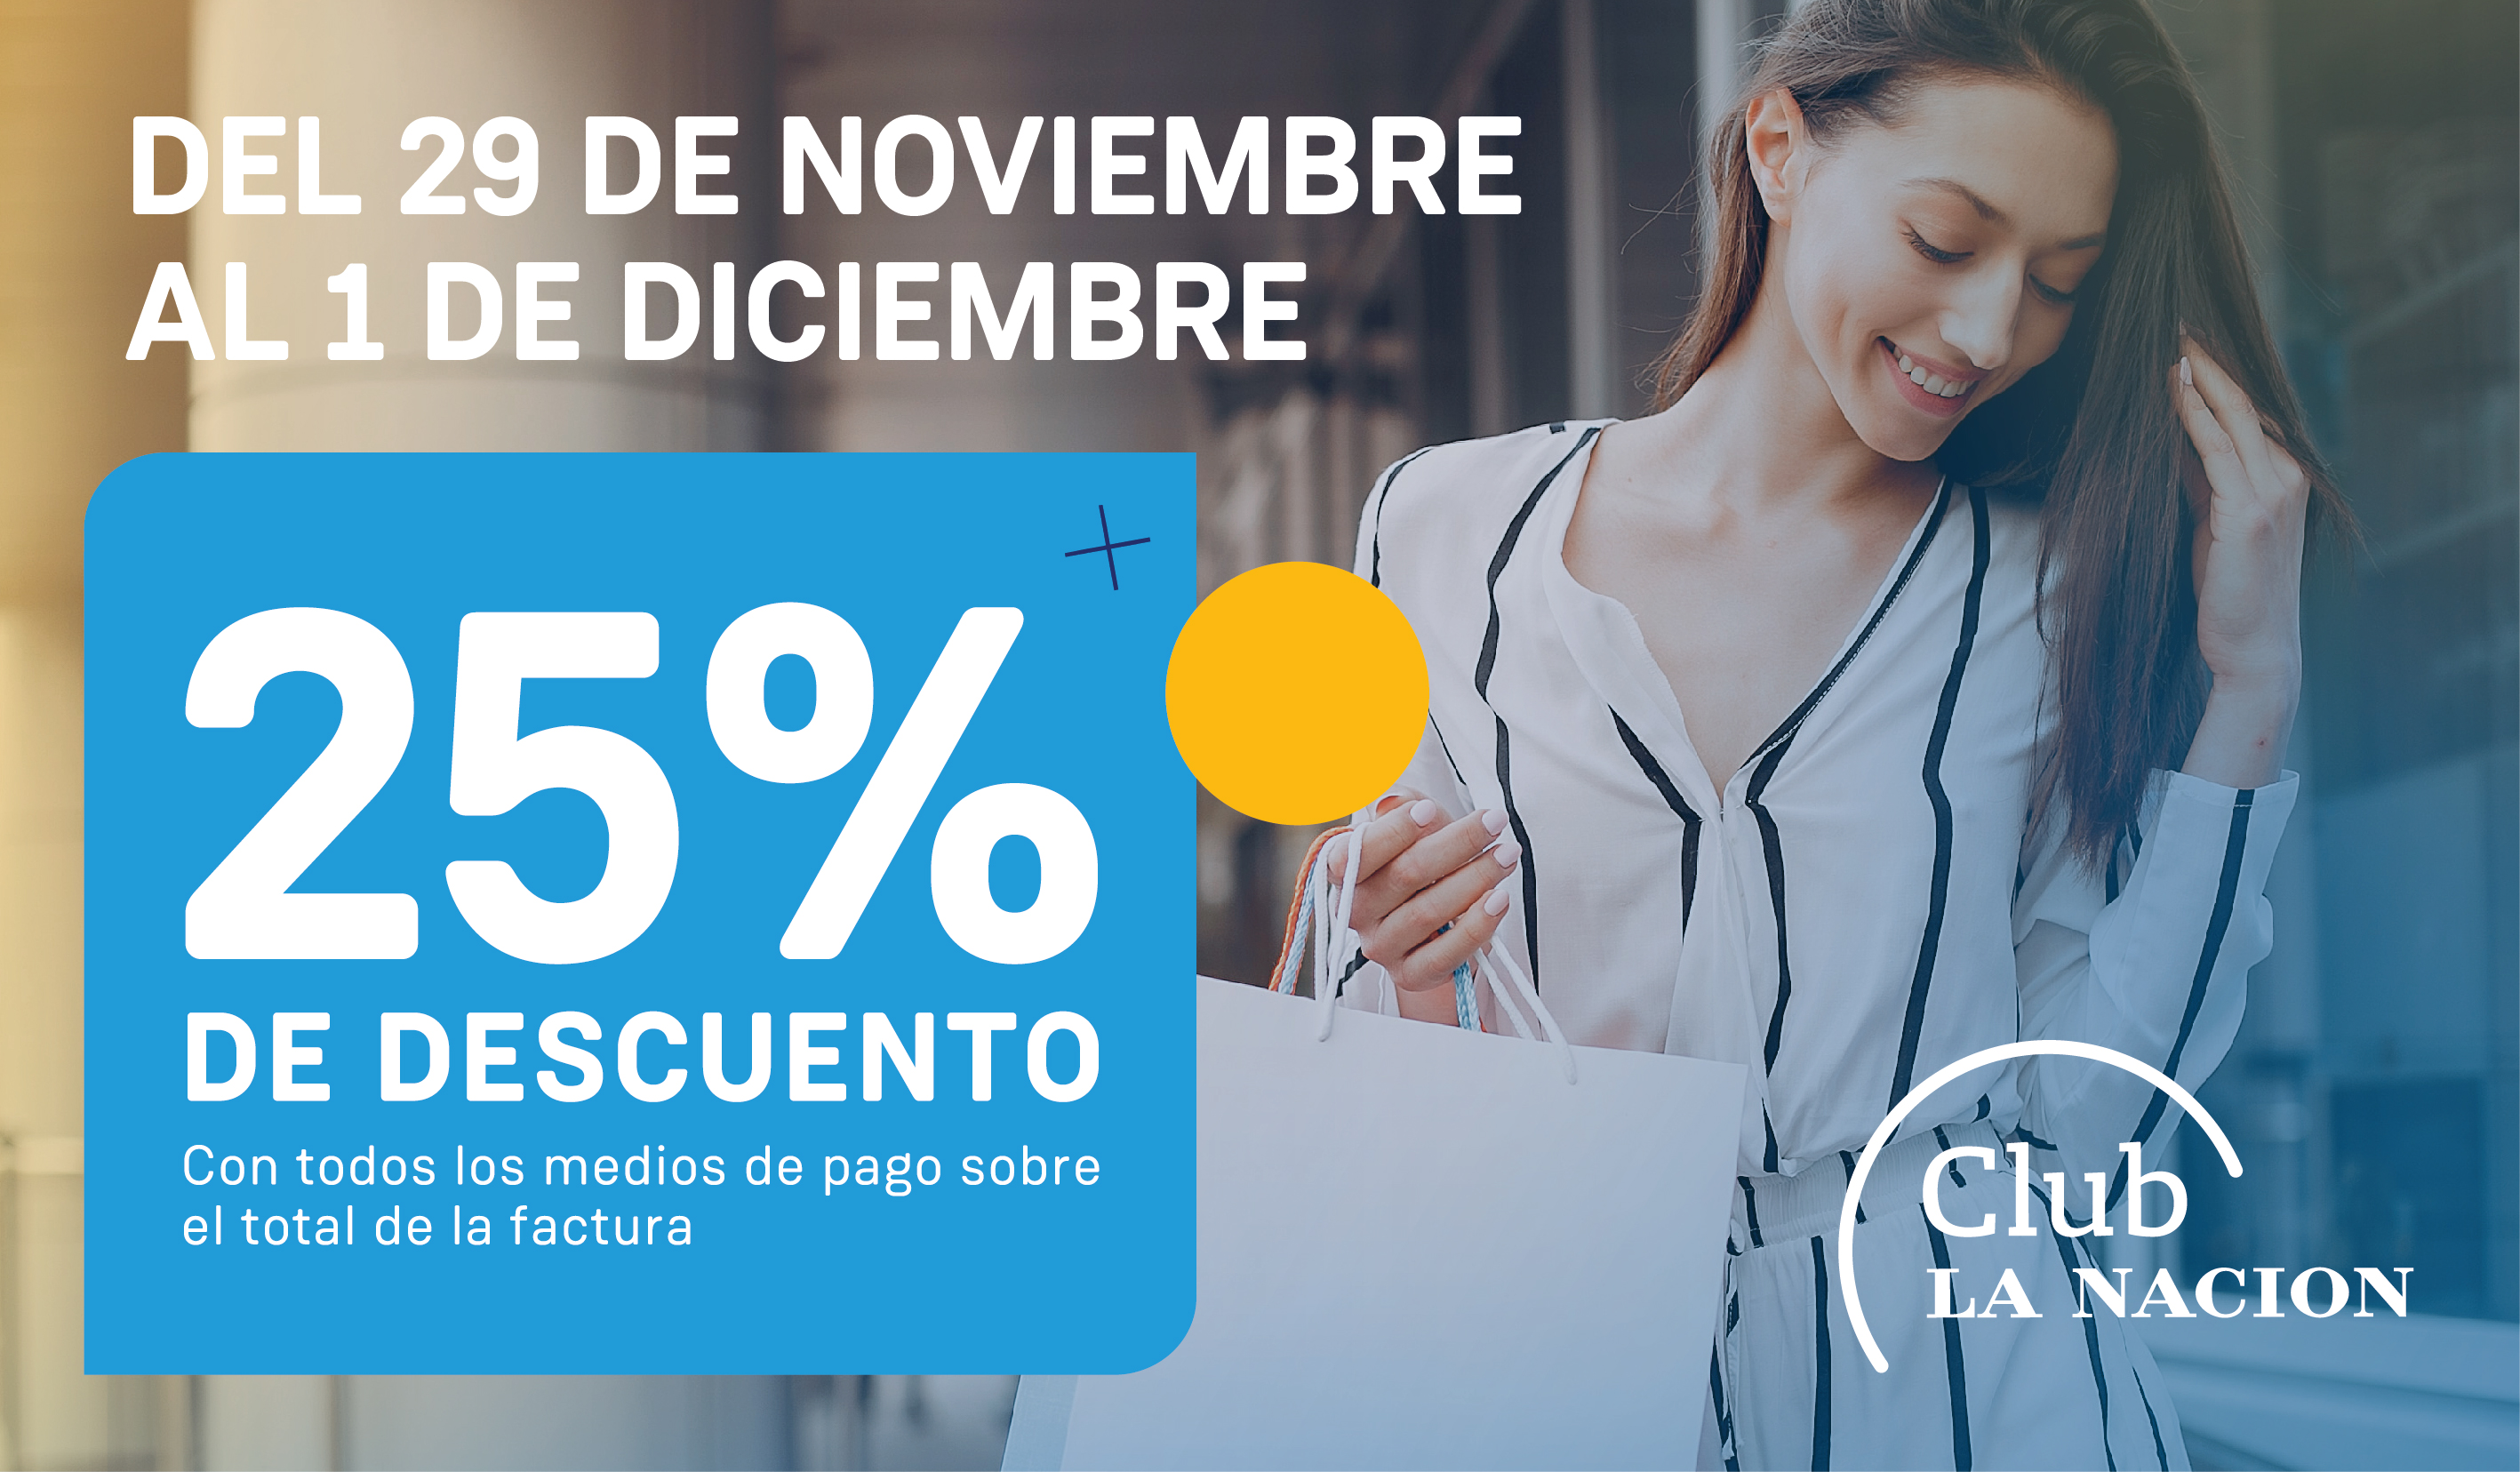 DEL 29 DE NOVIEMBRE
AL 1 DE DICIEMBRE
25%
DE DESCUENTO
Con todos los medios de pago sobre
el total de la factura
Club
LA NACION